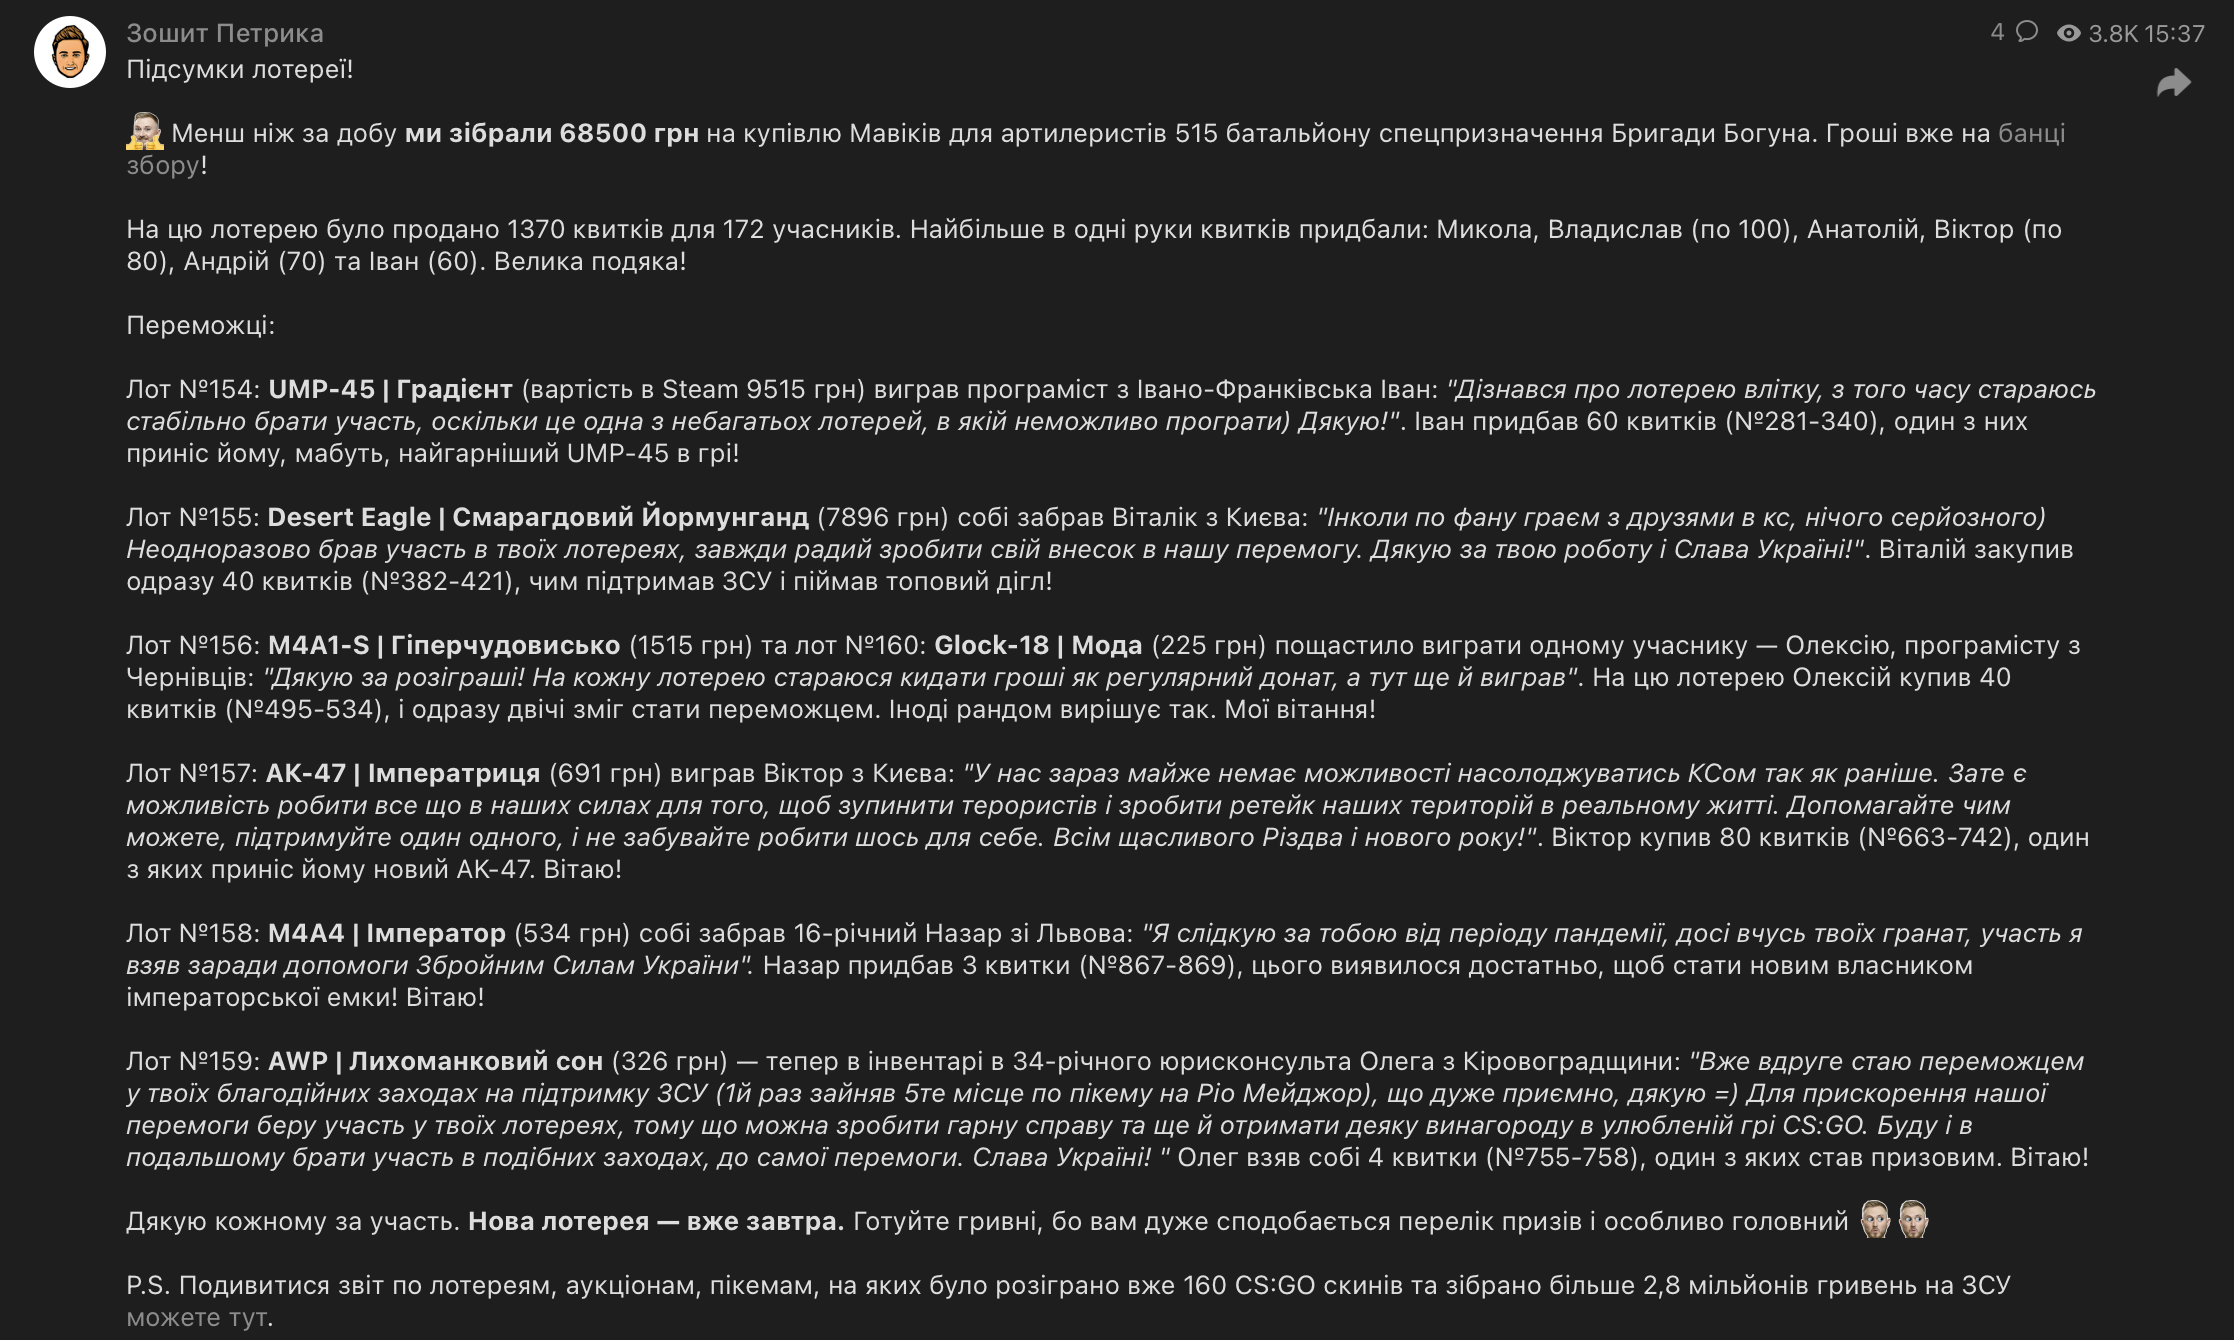 Зошит Петрика
4 3.8K 15:37
Підсумки лотереї!
Менш ніж за добу ми зібрали 68500 грн на купівлю Мавіків для артилеристів 515 батальйону спецпризначення Бригади Богуна. Гроші вже на банці
збору!
На цю лотерею було продано 1370 квитків для 172 учасників. Найбільше в одні руки квитків придбали: Микола, Владислав (по 100), Анатолій, Віктор (по
80), Андрій (70) та Іван (60). Велика подяка!
Переможці:
Лот №154: UMP-45 | Градієнт (вартість в Steam 9515 грн) виграв програміст з Івано-Франківська Іван: "Дізнався про лотерею влітку, з того часу стараюсь
стабільно брати участь, оскільки це одна з небагатьох лотерей, в якій неможливо програти) Дякую!". Іван придбав 60 квитків (№281-340), один з них
приніс йому, мабуть, найгарніший UMP-45 в грі!
Лот №155: Desert Eagle | Смарагдовий Йормунганд (7896 грн) собі забрав Віталік з Києва: "Інколи по фану граєм з друзями в кс, нічого серйозного)
Неодноразово брав участь в твоїх лотереях, завжди радий зробити свій внесок в нашу перемогу. Дякую за твою роботу і Слава Україні!". Віталій закупив
одразу 40 квитків (№382-421), чим підтримав ЗСУ і піймав топовий дігл!
Лот №156: M4A1-S | Гіперчудовисько (1515 грн) та лот №160: Glock-18 | Мода (225 грн) пощастило виграти одному учаснику — Олексію, програмісту з
Чернівців: "Дякую за розіграші! На кожну лотерею стараюся кидати гроші як регулярний донат, а тут ще й виграв". На цю лотерею Олексій купив 40
квитків (№495-534), і одразу двічі зміг стати переможцем. Іноді рандом вирішує так. Мої вітання!
Лот №157: АК-47 | Імператриця (691 грн) виграв Віктор з Києва: "У нас зараз майже немає можливості насолоджуватись КСом так як раніше. Зате є
можливість робити все що в наших силах для того, щоб зупинити терористів і зробити ретейк наших територій в реальному житті. Допомагайте чим
можете, підтримуйте один одного, і не забувайте робити шось для себе. Всім щасливого Різдва і нового року!". Віктор купив 80 квитків (№663-742), один
з яких приніс йому новий АК-47. Вітаю!
Лот №158: M4A4 | Імператор (534 грн) собі забрав 16-річний Назар зі Львова: "Я слідкую за тобою від періоду пандемії, досі вчусь твоїх гранат, участь я
взяв заради допомоги Збройним Силам України". Назар придбав 3 квитки (№867-869), цього виявилося достатньо, щоб стати новим власником
імператорської емки! Вітаю!
Лот №159: AWP | Лихоманковий сон (326 грн) — тепер в інвентарі в 34-річного юрисконсульта Олега з Кіровоградщини: "Вже вдруге стаю переможцем
у твоїх благодійних заходах на підтримку ЗСУ (1й раз зайняв 5те місце по пікему на Ріо Мейджор), що дуже приємно, дякую =) Для прискорення нашої
перемоги беру участь у твоїх лотереях, тому що можна зробити гарну справу та ще й отримати деяку винагороду в улюбленій грі CS:GO. Буду і в
подальшому брати участь в подібних заходах, до самої перемоги. Слава Україні! " Олег взяв собі 4 квитки (№755-758), один з яких став призовим. Вітаю!
Дякую кожному за участь. Нова лотерея — вже завтра. Готуйте гривні, бо вам дуже сподобається перелік призів і особливо головний
P.S. Подивитися звіт по лотереям, аукціонам, пікемам, на яких було розіграно вже 160 CS:GO скинів та зібрано більше 2,8 мільйонів гривень на ЗСУ
можете тут.